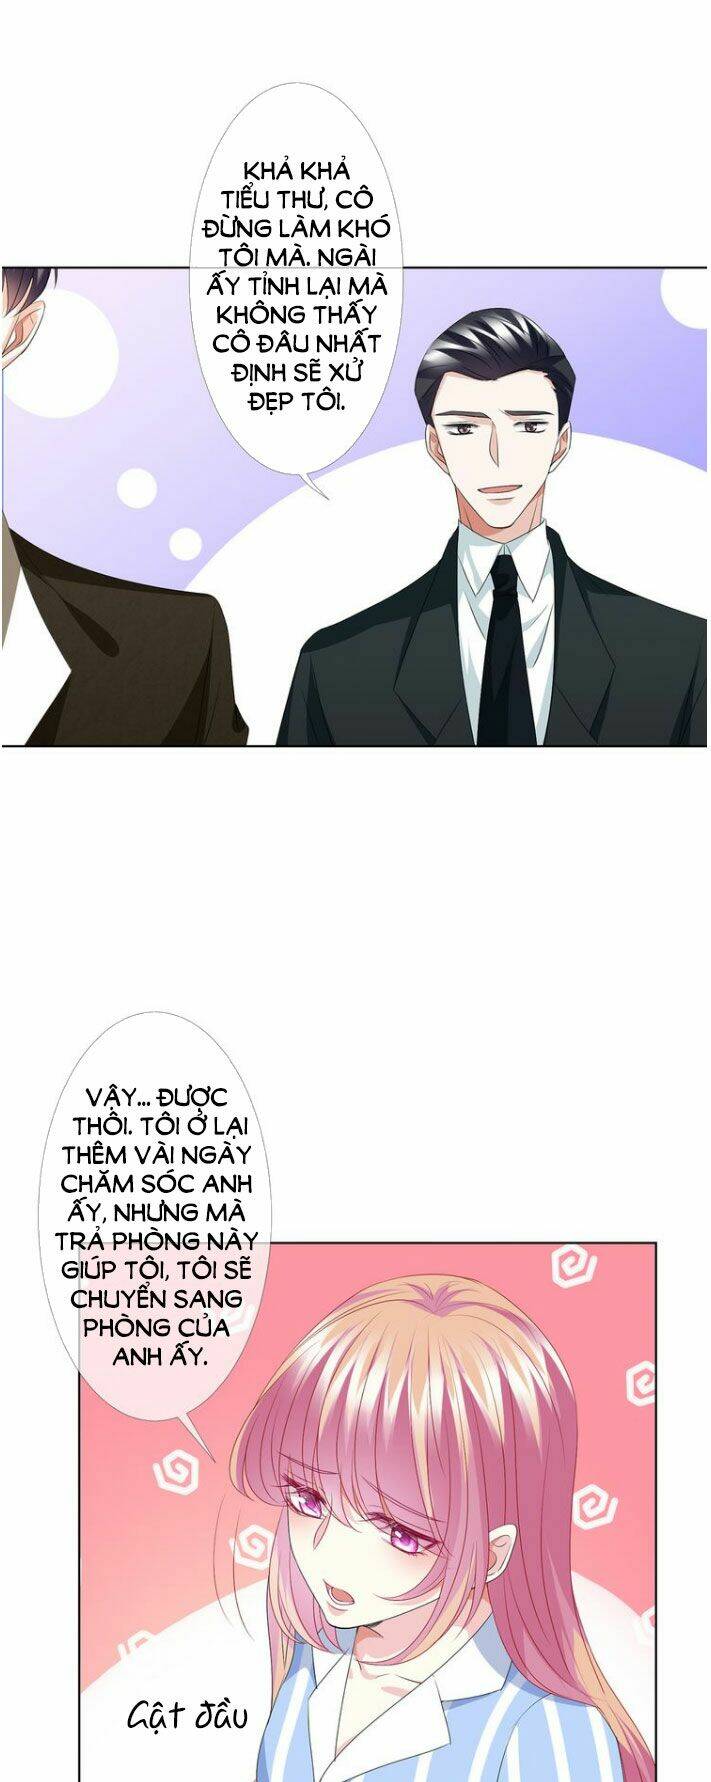 KHẢ KHẢ
TIỂU THƯ, CÔ
ĐỪNG LÀM KHÓ
TÔI MÀ. NGÀI
ẤY TỈNH LẠI MÀ
KHÔNG THẤY
CÔ ĐÂU NHẤT
ĐỊNH SẼ XỬ
ĐẸP TÔI.
VẬY... ĐƯỢC
THÔI. TÔI Ở LẠI
THÊM VÀI NGÀY
CHĂM SÓC ANH
ẤY, NHƯNG MÀ
TRẢ PHÒNG NÀY
GIÚP TÔI, TÔI SẼ
CHUYỂN SANG
PHÒNG CỦA
ANH ẤY.
Gật đầu